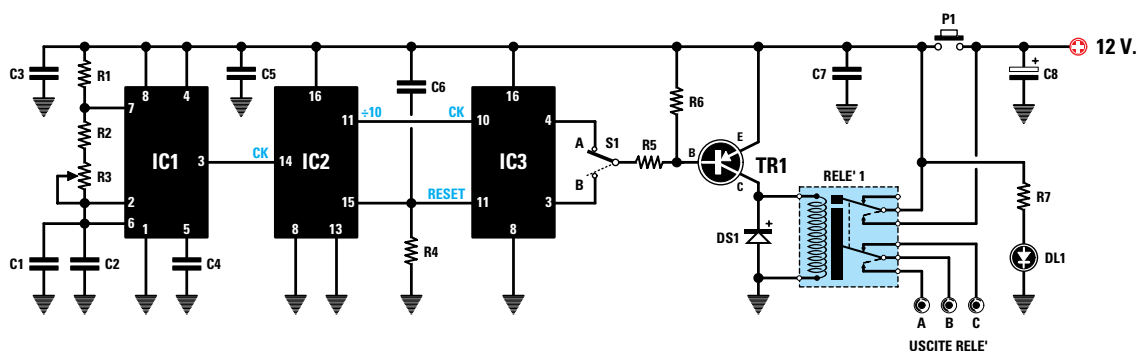 P1
12 V.
C3
R1
C5
C6
R6
C7
+
C8
8
4
7
R2
IC1
R3
3
2
6
1
5
C1
C2
C4
CK
16
÷10
11
14
IC2
15
8
13
CK
RESET
R4
16
10
4
IC3
11
3
8
A
S1
B
R5
B
E
C
TR1
+
DS1
RELE' 1
R7
DL1
A
B
C
USCITE RELE'